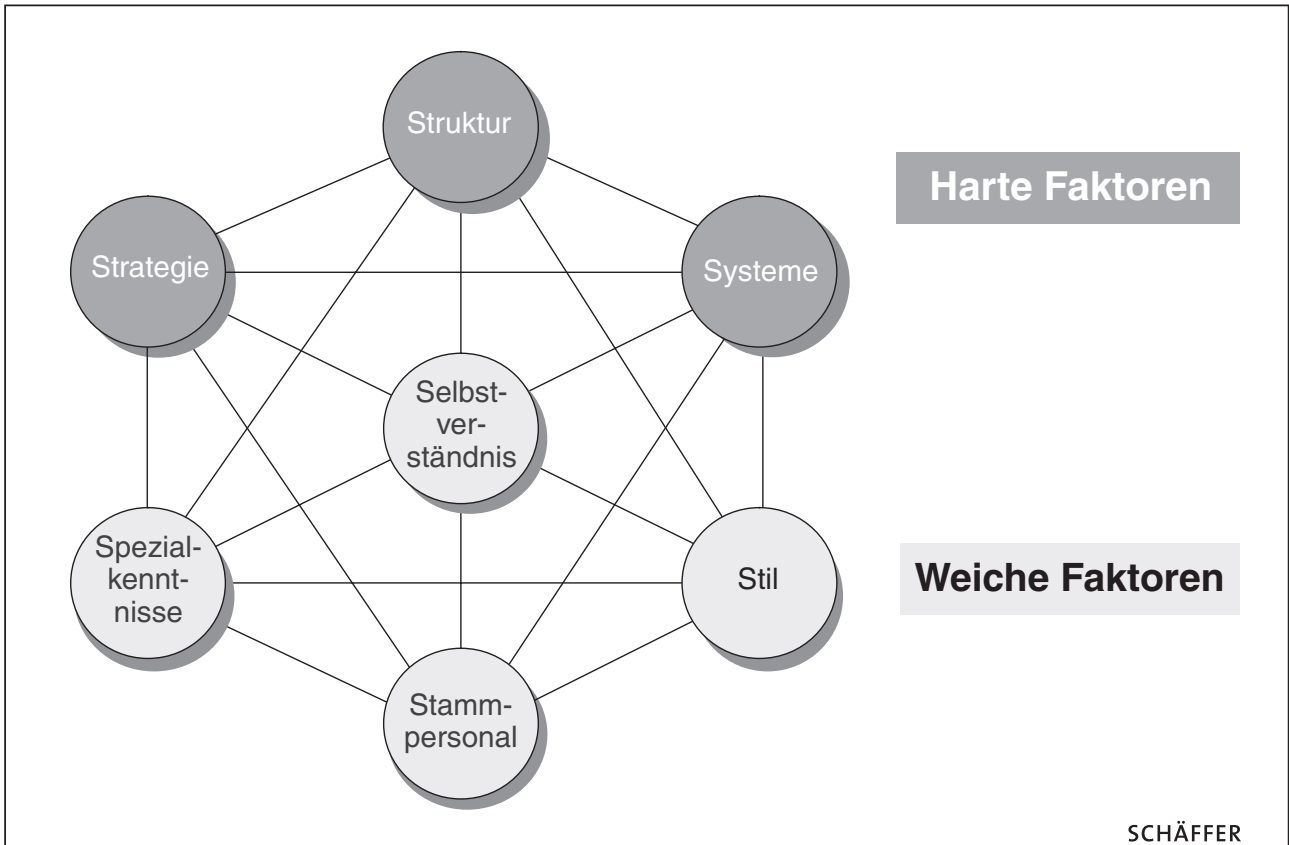 Struktur
Harte Faktoren
Strategie
Systeme
Selbst-
ver-
ständnis
Spezial-
kennt-
nisse
Stil
Weiche Faktoren
Stamm-
personal
SCHÄFFER